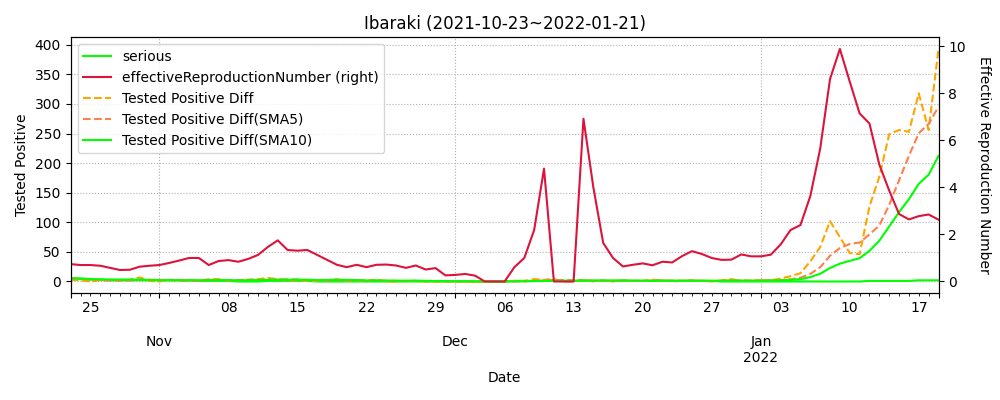 Ibaraki (2021-10-23~2022-01-21)
serious
effectiveReproductionNumber (right)
Tested Positive Diff
Tested Positive Diff(SMA5)
Tested Positive Diff(SMA10)
Tested Positive
400
350
300
250
200
150
100
50
0
10
8
6
4
2
0
Effective Reproduction Number
25 08 15 22 29 06 13 20 27 03 10 17
Nov Dec Jan
2022
Date